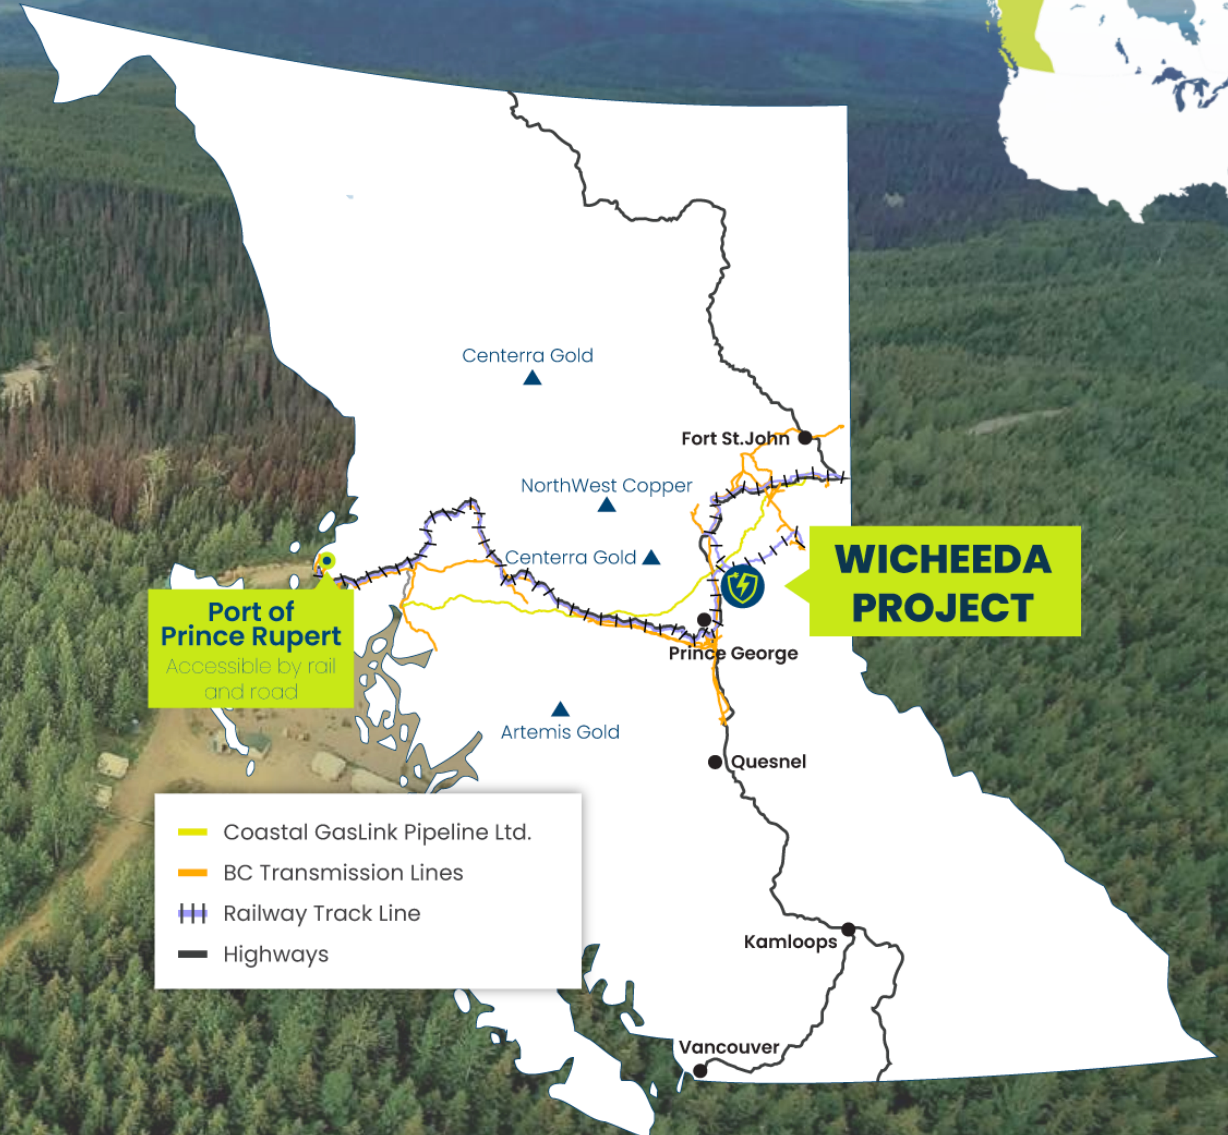 Centerra Gold
Fort St.John
NorthWest Copper
Centerra Gold
WICHEEDA
PROJECT
Port of
Prince Rupert
Accessible by rail
and road
Prince George
Artemis Gold
Quesnel
Coastal GasLink Pipeline Ltd.
BC Transmission Lines
Railway Track Line
Highways
Kamloops
Vancouver